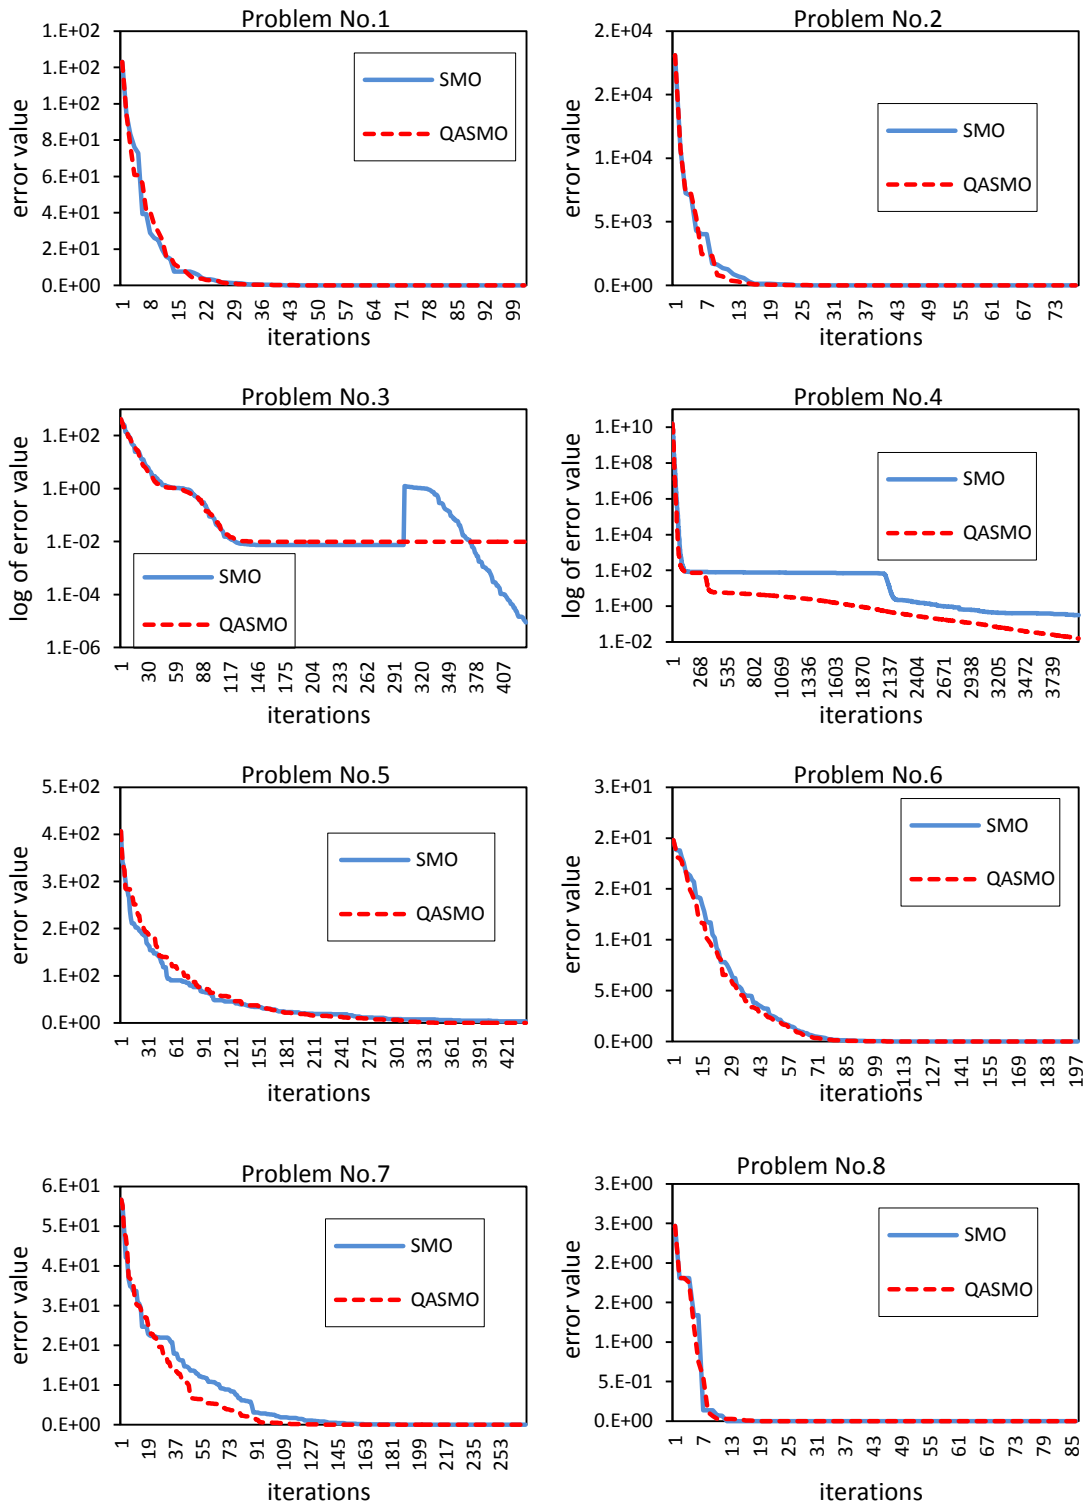 Problem No.1
1.E+02
1.E+02
1.E+02
8.E+01
6.E+01
4.E+01
2.E+01
0.E+00
error value
SMO
QASMO
1 8 15 22 29 36 43 50 57 64 71 78 85 92 99
iterations
Problem No.2
2.E+04
2.E+04
1.E+04
5.E+03
0.E+00
error value
SMO
QASMO
1 7 13 19 25 31 37 43 49 55 61 67 73
iterations
Problem No.3
1.E+02
1.E+00
1.E-02
1.E-04
1.E-06
log of error value
SMO
QASMO
1 30 59 88 117 146 175 204 233 262 291 320 349 378 407
iterations
Problem No.4
1.E+10
1.E+08
1.E+06
1.E+04
1.E+02
1.E+00
1.E-02
log of error value
SMO
QASMO
1 268 535 802 1069 1336 1603 1870 2137 2404 2671 2938 3205 3472 3739
iterations
Problem No.5
5.E+02
4.E+02
3.E+02
2.E+02
1.E+02
0.E+00
error value
SMO
QASMO
1 31 61 91 121 151 181 211 241 271 301 331 361 391 421
iterations
Problem No.6
3.E+01
2.E+01
2.E+01
1.E+01
5.E+00
0.E+00
error value
SMO
QASMO
1 15 29 43 57 71 85 99 113 127 141 155 169 183 197
iterations
Problem No.7
6.E+01
5.E+01
4.E+01
3.E+01
2.E+01
1.E+01
0.E+00
error value
SMO
QASMO
1 19 37 55 73 91 109 127 145 163 181 199 217 235 253
iterations
Problem No.8
3.E+00
3.E+00
2.E+00
2.E+00
1.E+00
5.E-01
0.E+00
error value
SMO
QASMO
1 7 13 19 25 31 37 43 49 55 61 67 73 79 85
iterations